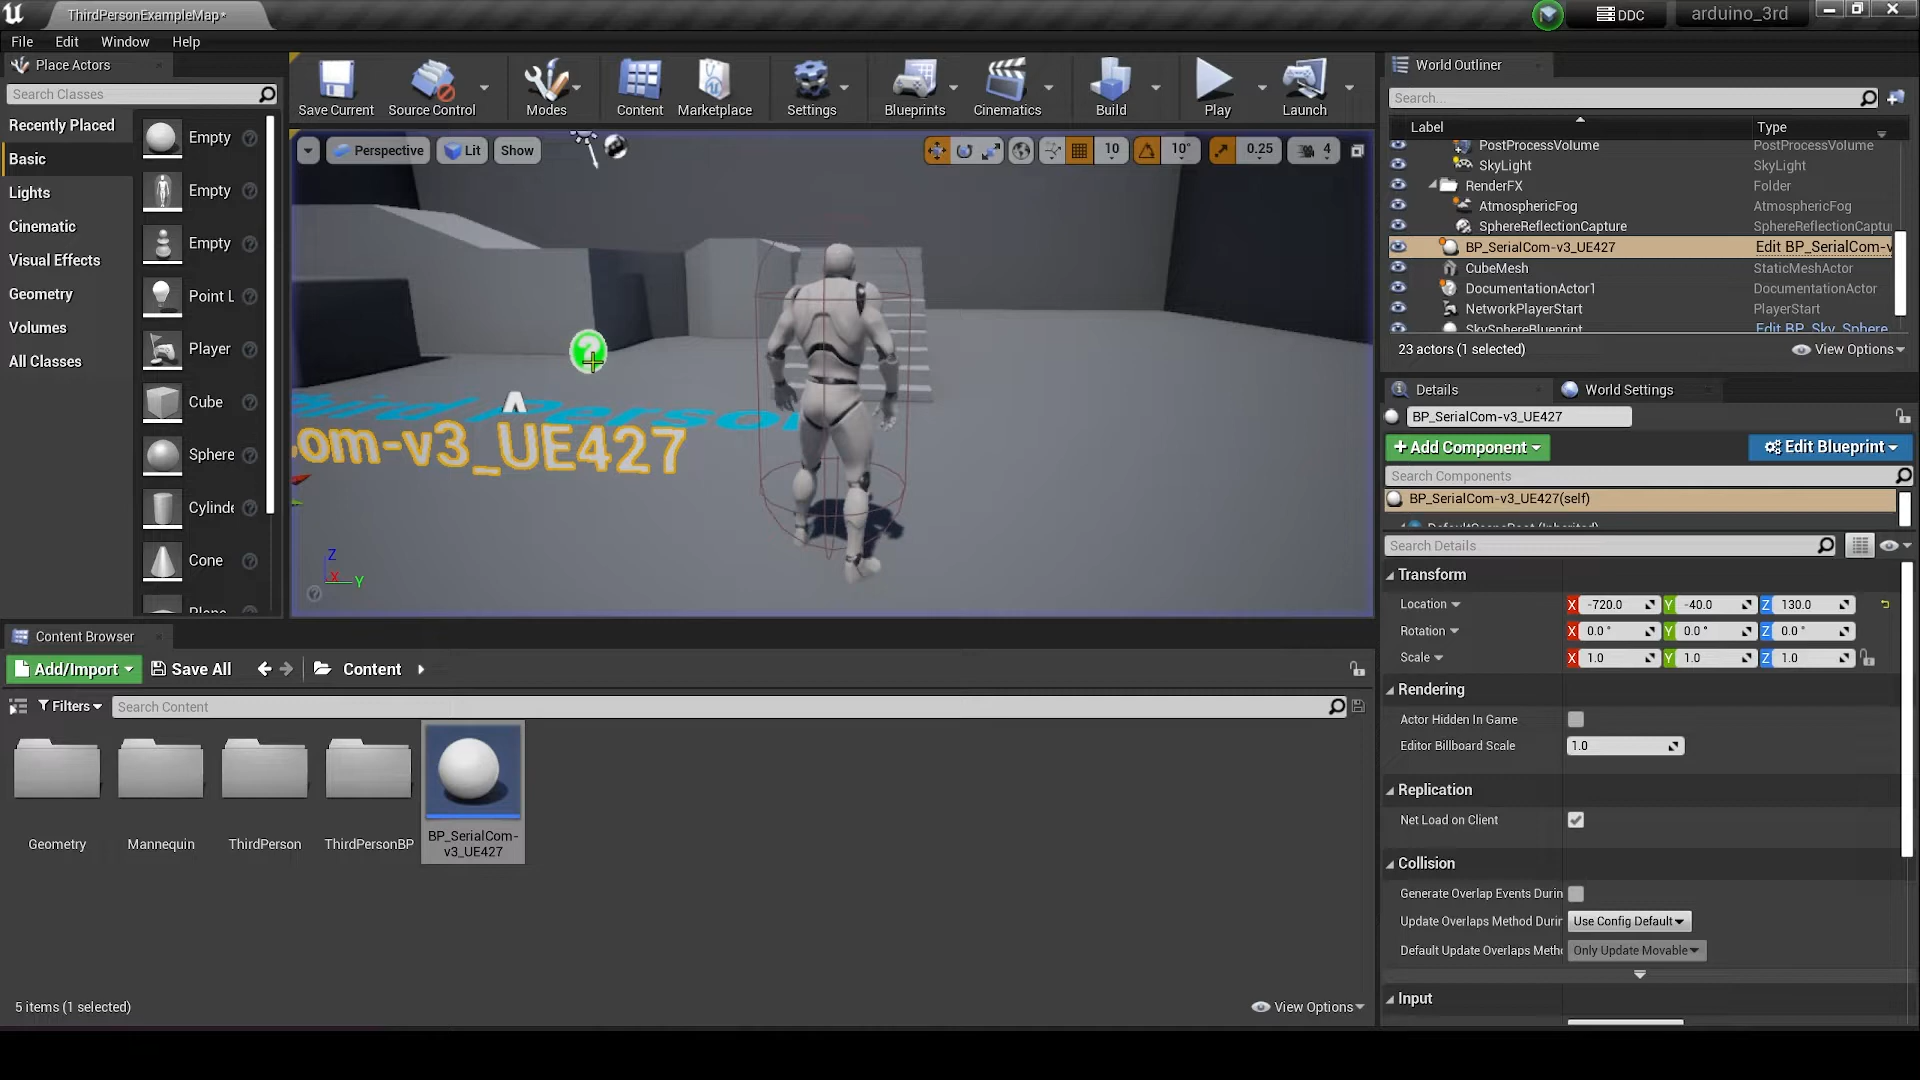 ThirdPersonExampleMap*
DDC
arduino_3rd
File
Edit
Window
Help
Place Actors
Search Classes
Recently Placed
Basic
Lights
Cinematic
Visual Effects
Geometry
Volumes
All Classes
Empty
Empty
Empty
Point L
Player
Cube
Sphere
Cylinde
Cone
Save Current
Source Control
Modes
Content
Marketplace
Settings
Blueprints
Cinematics
Build
Play
Launch
Perspective
Lit
Show
10
10°
0.25
4
Com-v3_UE427
Z
X
Y
World Outliner
Search...
Label
Type
PostProcessVolume
PostProcessVolume
SkyLight
SkyLight
RenderFX
Folder
AtmosphericFog
AtmosphericFog
SphereReflectionCapture
SphereReflectionCaptu
BP_SerialCom-v3_UE427
Edit BP_SerialCom-v
CubeMesh
StaticMeshActor
DocumentationActor1
DocumentationActor
NetworkPlayerStart
PlayerStart
SkySphereBlueprint
Edit BP_Sky_Sphere
23 actors (1 selected)
View Options
Details
World Settings
BP_SerialCom-v3_UE427
+ Add Component
Edit Blueprint
Search Components
BP_SerialCom-v3_UE427(self)
DefaultSceneRoot (Inherited)
Search Details
Transform
Location
X -720.0
Y -40.0
Z 130.0
Rotation
X 0.0 °
Y 0.0 °
Z 0.0 °
Scale
X 1.0
Y 1.0
Z 1.0
Rendering
Actor Hidden In Game
Editor Billboard Scale
1.0
Replication
Net Load on Client
Collision
Generate Overlap Events Durin
Update Overlaps Method Durin
Use Config Default
Default Update Overlaps Metho
Only Update Movable
Input
Content Browser
Add/Import
Save All
Content
Filters
Search Content
Geometry
Mannequin
ThirdPerson
ThirdPersonBP
BP_SerialCom-
v3_UE427
5 items (1 selected)
View Options